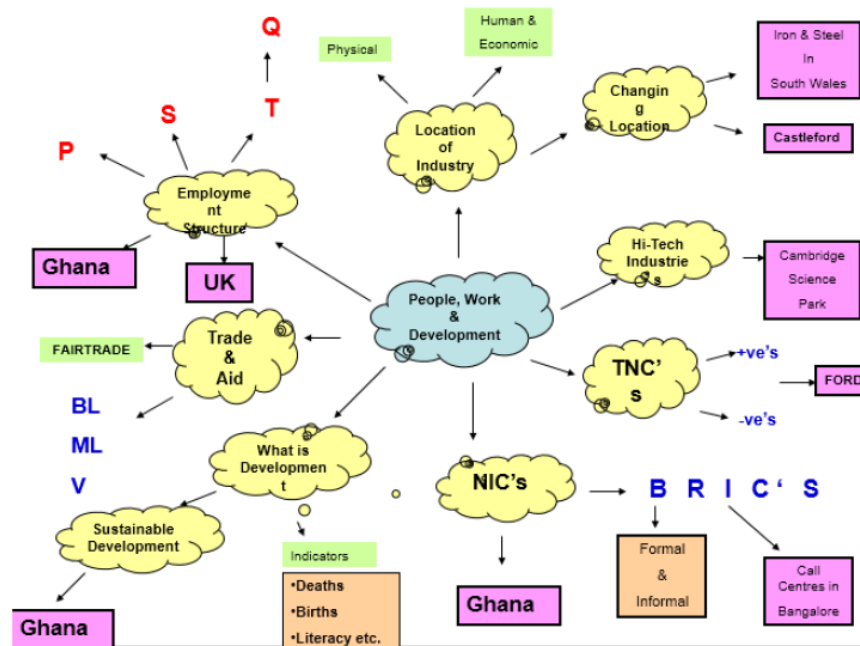 Q
Physical
Human &
Economic
Iron & Steel
In
South Wales
Changin
g
Location
S
T
Location
of
Industry
Castleford
P
Employme
nt
Structure
Hi-Tech
Industrie
s
Cambridge
Science
Park
Ghana
UK
People, Work
&
Development
FAIRTRADE
Trade
&
Aid
TNC'
s
+ve's
FORD
-ve's
BL
ML
V
What is
Developmen
t
NIC's
B R I C ‘ S
Sustainable
Development
Indicators
•Deaths
•Births
•Literacy etc.
Ghana
Formal
&
Informal
Call
Centres in
Bangalore
Ghana